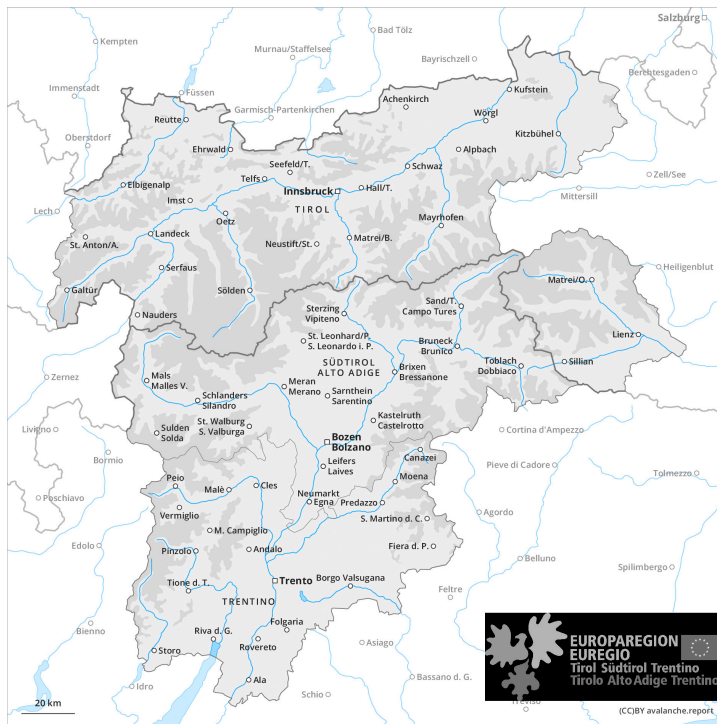 Salzburg
Bad Tölz
Kempten
Murnau/Staffelsee
Bayrischzell
Berchtesgaden
Immenstadt
Füssen
Achenkirch
Kufstein
Garmisch-Partenkirchen
Wörgl
Reutte
Oberstdorf
Kitzbühel
Ehrwald
Alpbach
Seefeld/T.
Schwaz
Telfs
Zell/See
Elbigenalp
Innsbruck
Hall/T.
Mittersill
Imst
TIROL
Lech
Oetz
Mayrhofen
Landeck
Matrei/B.
St. Anton/A.
Neustift/St.
Serfaus
Heiligenblut
Matrei/O.
Galtür
Sölden
Sand/T.
Campo Tures
Nauders
Sterzing
Vipiteno
Lienz
St. Leonhard/P.
S. Leonardo i. P.
Bruneck
Brunico
SÜDTIROL
ALTO ADIGE
Toblach
Dobbiaco
Sillian
Brixen
Bressanone
Zernez
Mals
Malles V.
Meran
Merano
Schlanders
Silandro
Sarnthein
Sarentino
St. Walburg
S. Valburga
Kastelruth
Castelrotto
Livigno
Sulden
Solda
Cortina d'Ampezzo
Bozen
Bolzano
Bormio
Canazei
Leifers
Laives
Pieve di Cadore
Tolmezzo
Peio
Moena
Malè
Cles
Poschiavo
Neumarkt
Egna
Predazzo
Vermiglio
Agordo
S. Martino d. C.
M. Campiglio
Edolo
Pinzolo
Andalo
Fiera d. P.
Belluno
Spilimbergo
Tione d. T.
Trento
Borgo Valsugana
Feltre
TRENTINO
Bienno
Folgaria
Riva d. G.
Rovereto
Asiago
Storo
EUROPAREGION
EUREGIO
Tirol Südtirol Trentino
Tirolo Alto Adige Trentino
Idro
Ala
Schio
Bassano d. G.
Treviso
20 km
(CC)BY avalanche.report